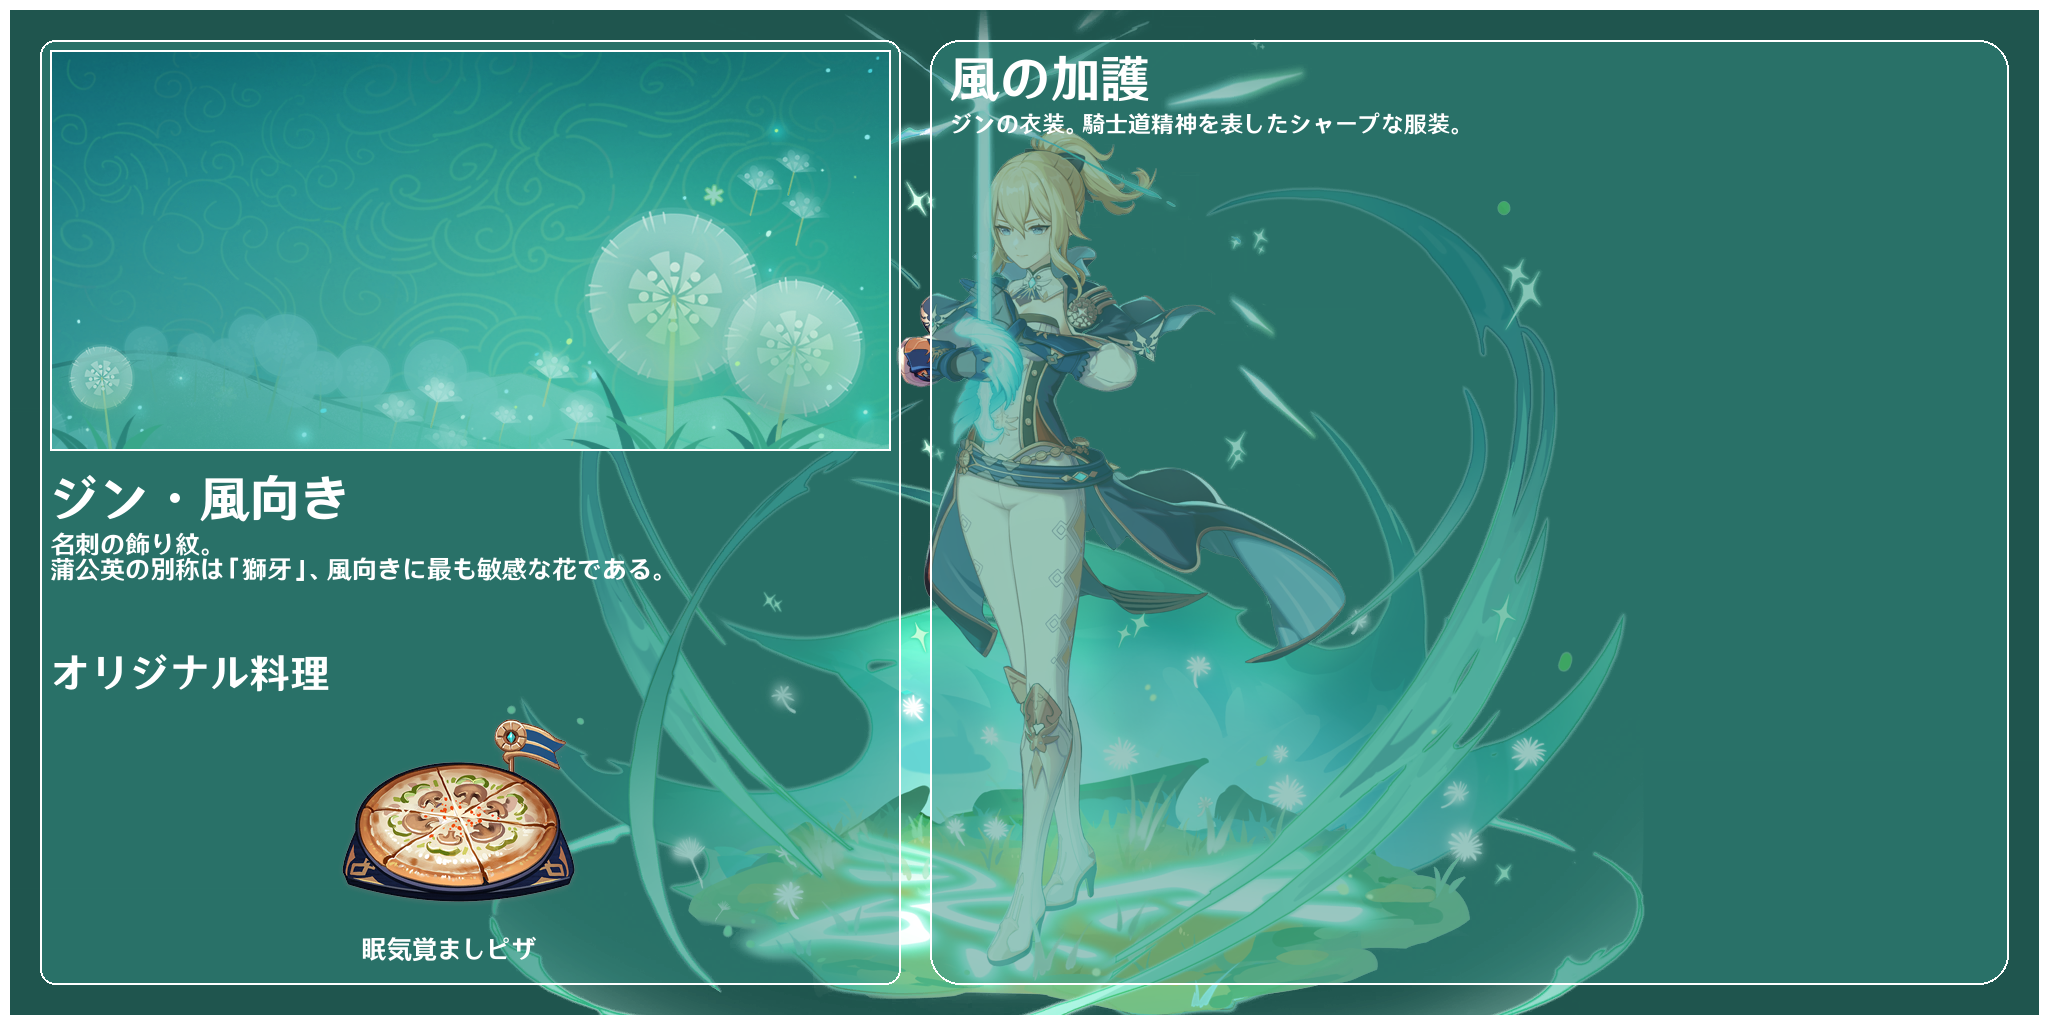 ジン・風向き
名刺の飾り紋。
蒲公英の別称は「獅牙」、風向きに最も敏感な花である。
オリジナル料理
眠気覚ましピザ
風の加護
ジンの衣装。騎士道精神を表したシャープな服装。